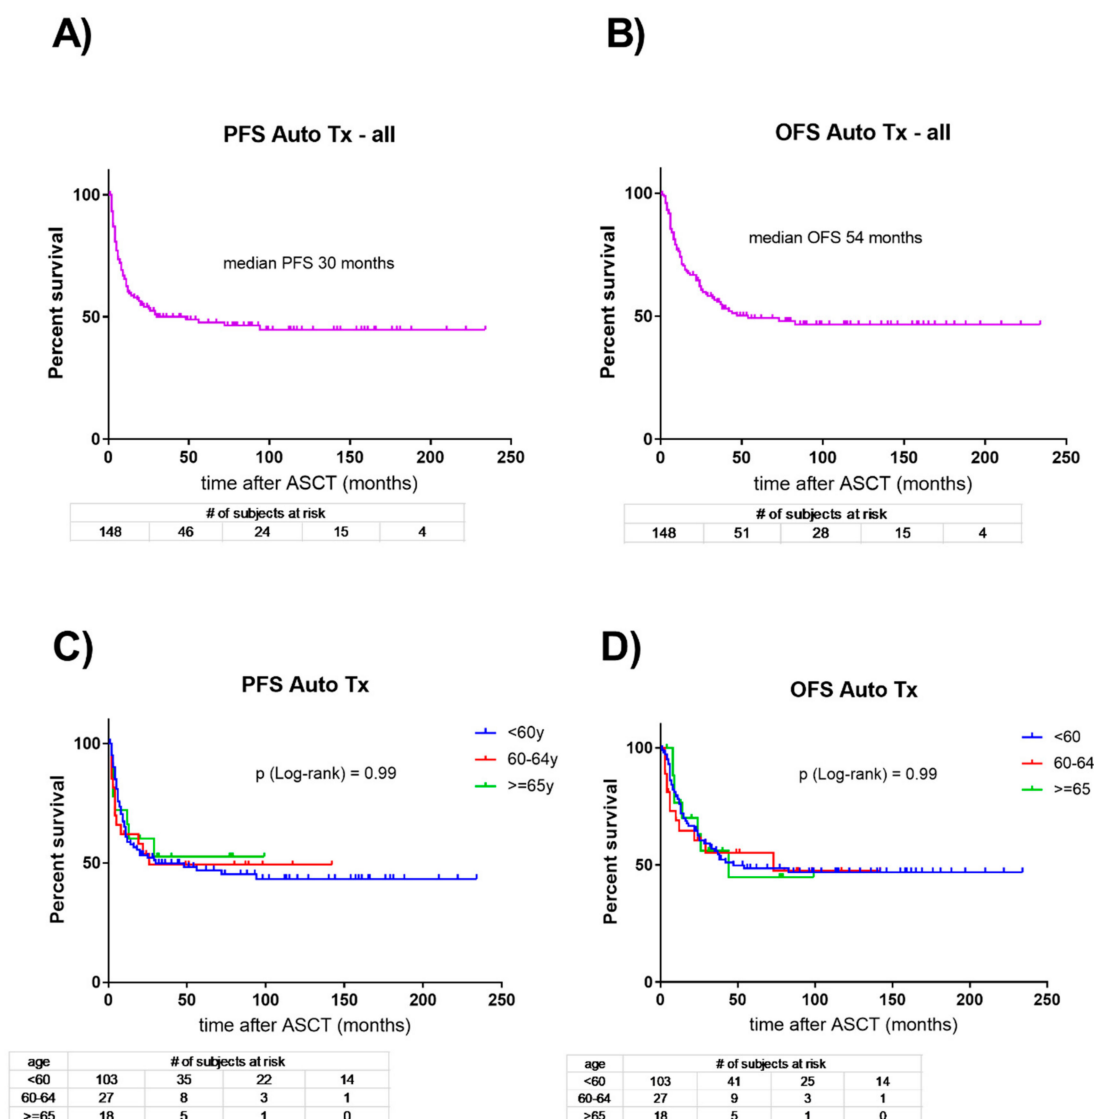 A)
B)
PFS Auto Tx - all
OFS Auto Tx - all
Percent survival
100
50
0
median PFS 30 months
0 50 100 150 200 250
time after ASCT (months)
# of subjects at risk
148 46 24 15 4
Percent survival
100
50
0
median OFS 54 months
0 50 100 150 200 250
time after ASCT (months)
# of subjects at risk
148 51 28 15 4
C)
D)
PFS Auto Tx
Percent survival
100
50
0
p (Log-rank) = 0.99
<60y
60-64y
>=65y
0 50 100 150 200 250
time after ASCT (months)
age # of subjects at risk
<60 103 35 22 14
60-64 27 8 3 1
>=65 18 5 1 0
OFS Auto Tx
Percent survival
100
50
0
p (Log-rank) = 0.99
<60
60-64
>=65
0 50 100 150 200 250
time after ASCT (months)
age # of subjects at risk
<60 103 41 25 14
60-64 27 9 3 1
>65 18 5 1 0